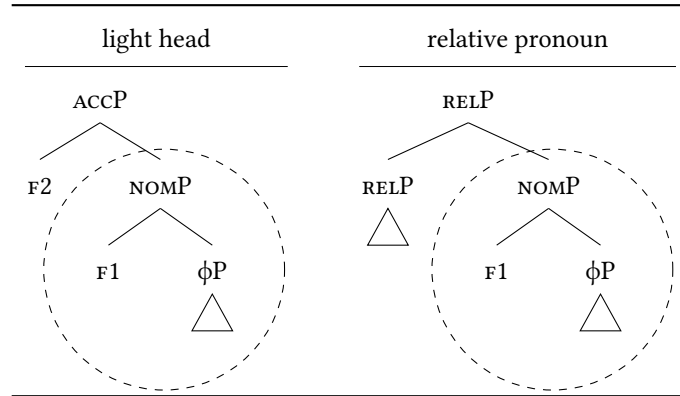 light head relative pronoun
ACCP RELP
F2 NOMP RELP NOMP
F1 ϕP F1 ϕP